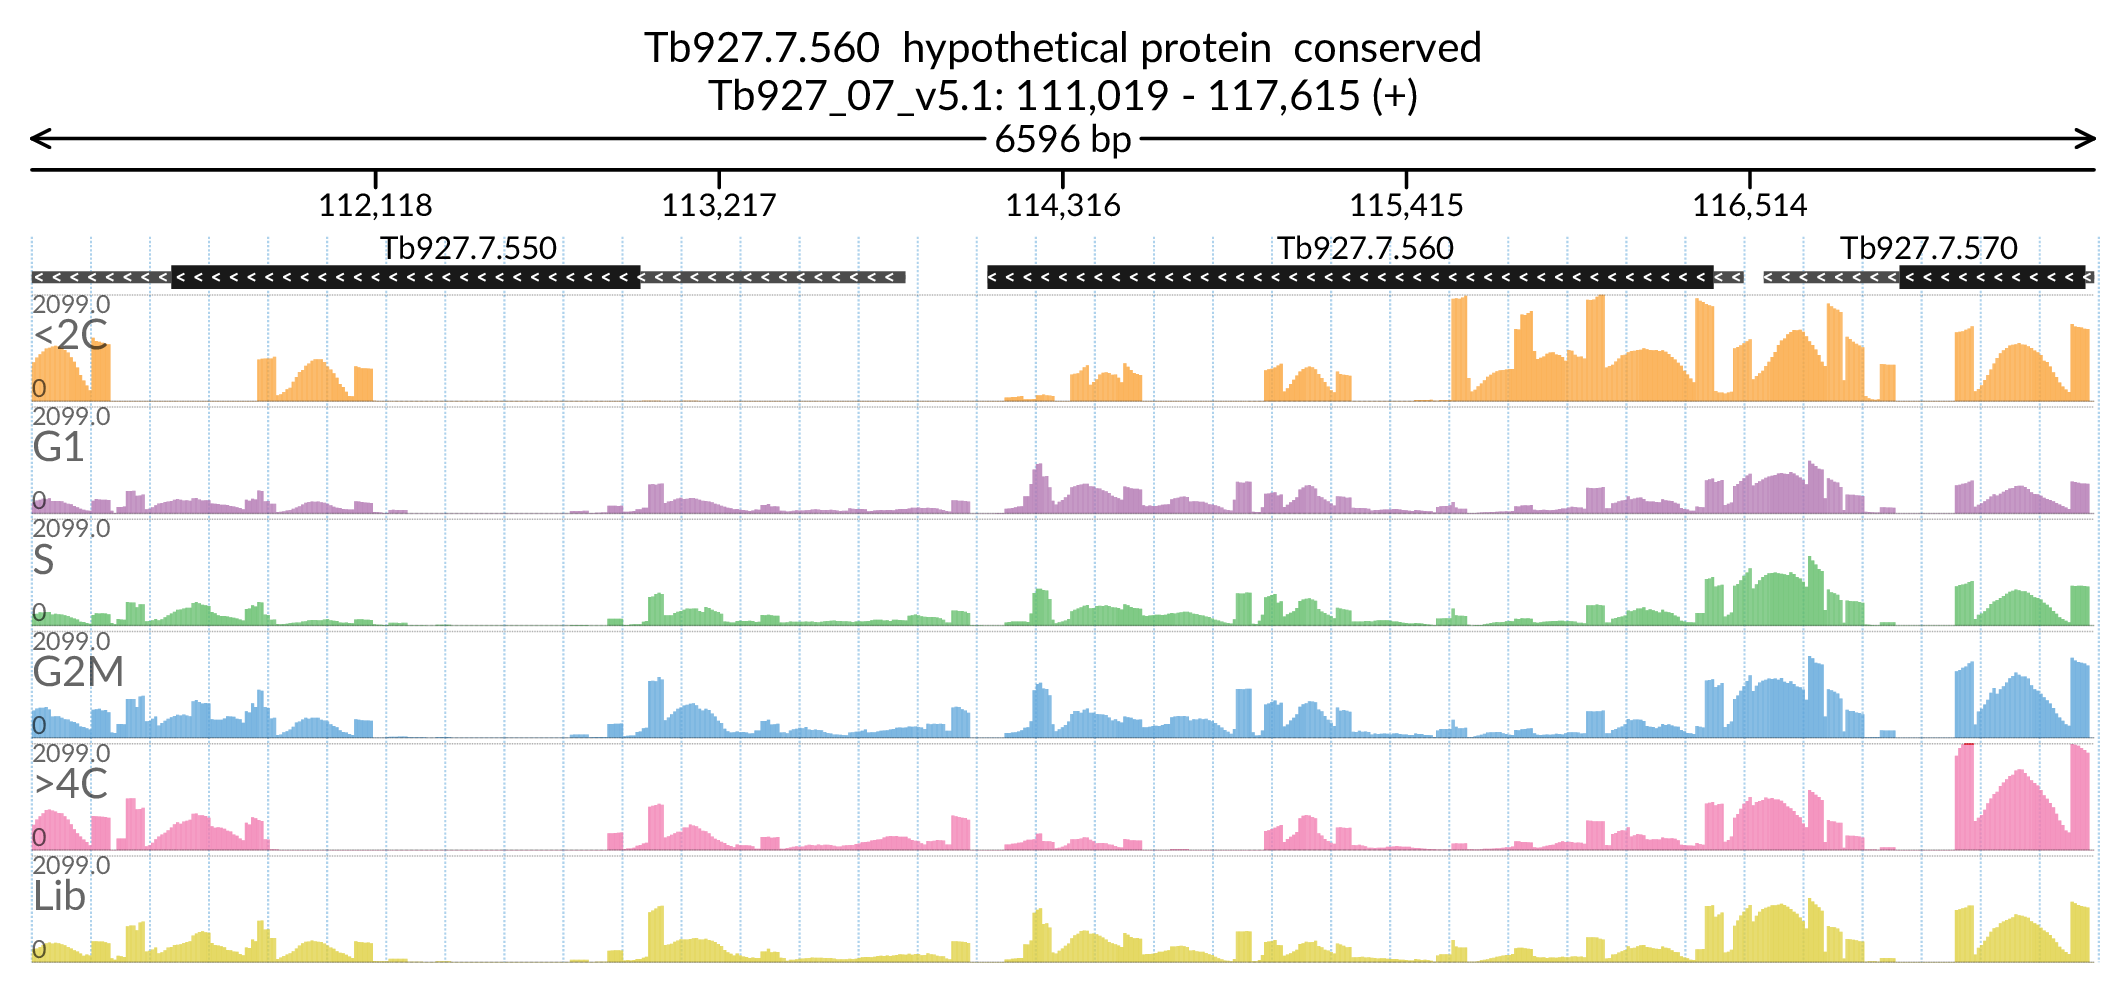 Tb927.7.560 hypothetical protein conserved
Tb927_07_v5.1: 111,019 - 117,615 (+)
6596 bp
112,118 113,217 114,316 115,415 116,514
Tb927.7.550 Tb927.7.560 Tb927.7.570
2099.0
<2C
0
2099.0
G1
0
2099.0
S
0
2099.0
G2M
0
2099.0
>4C
0
2099.0
Lib
0